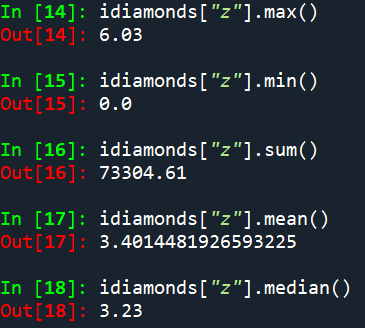 In [14]: idiamonds["z"].max()
Out[14]: 6.03
In [15]: idiamonds["z"].min()
Out[15]: 0.0
In [16]: idiamonds["z"].sum()
Out[16]: 73304.61
In [17]: idiamonds["z"].mean()
Out[17]: 3.4014481926593225
In [18]: idiamonds["z"].median()
Out[18]: 3.23